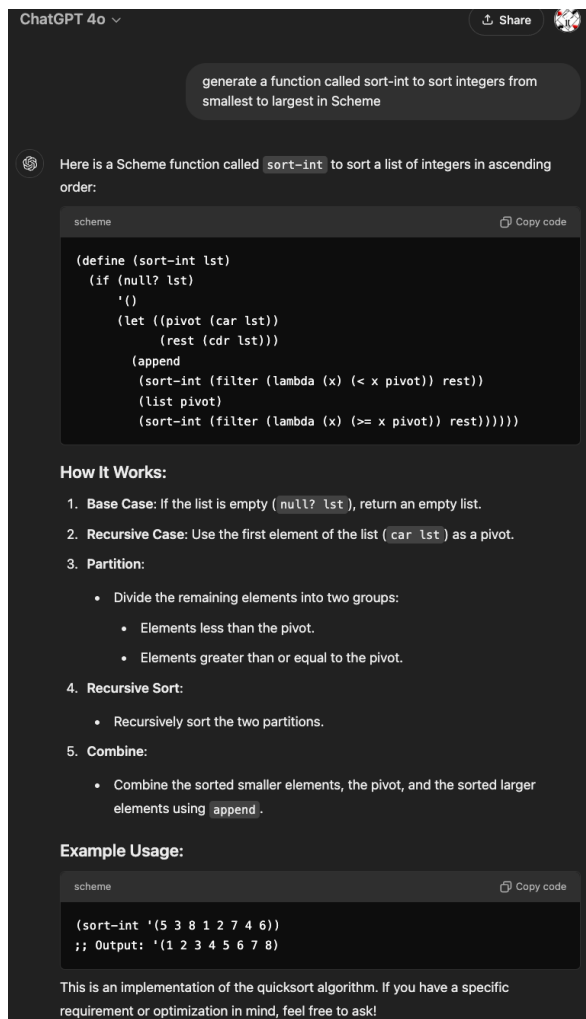 ChatGPT 4o
Share
generate a function called sort-int to sort integers from
smallest to largest in Scheme
Here is a Scheme function called sort-int to sort a list of integers in ascending
order:
scheme Copy code
(define (sort-int lst)
  (if (null? lst)
      '()
      (let ((pivot (car lst))
            (rest (cdr lst)))
        (append
         (sort-int (filter (lambda (x) (< x pivot)) rest))
         (list pivot)
         (sort-int (filter (lambda (x) (>= x pivot)) rest))))))
How It Works:
1. Base Case: If the list is empty ( null? lst ), return an empty list.
2. Recursive Case: Use the first element of the list ( car lst ) as a pivot.
3. Partition:
• Divide the remaining elements into two groups:
• Elements less than the pivot.
• Elements greater than or equal to the pivot.
4. Recursive Sort:
• Recursively sort the two partitions.
5. Combine:
• Combine the sorted smaller elements, the pivot, and the sorted larger
elements using append .
Example Usage:
scheme Copy code
(sort-int '(5 3 8 1 2 7 4 6))
;; Output: '(1 2 3 4 5 6 7 8)
This is an implementation of the quicksort algorithm. If you have a specific
requirement or optimization in mind, feel free to ask!